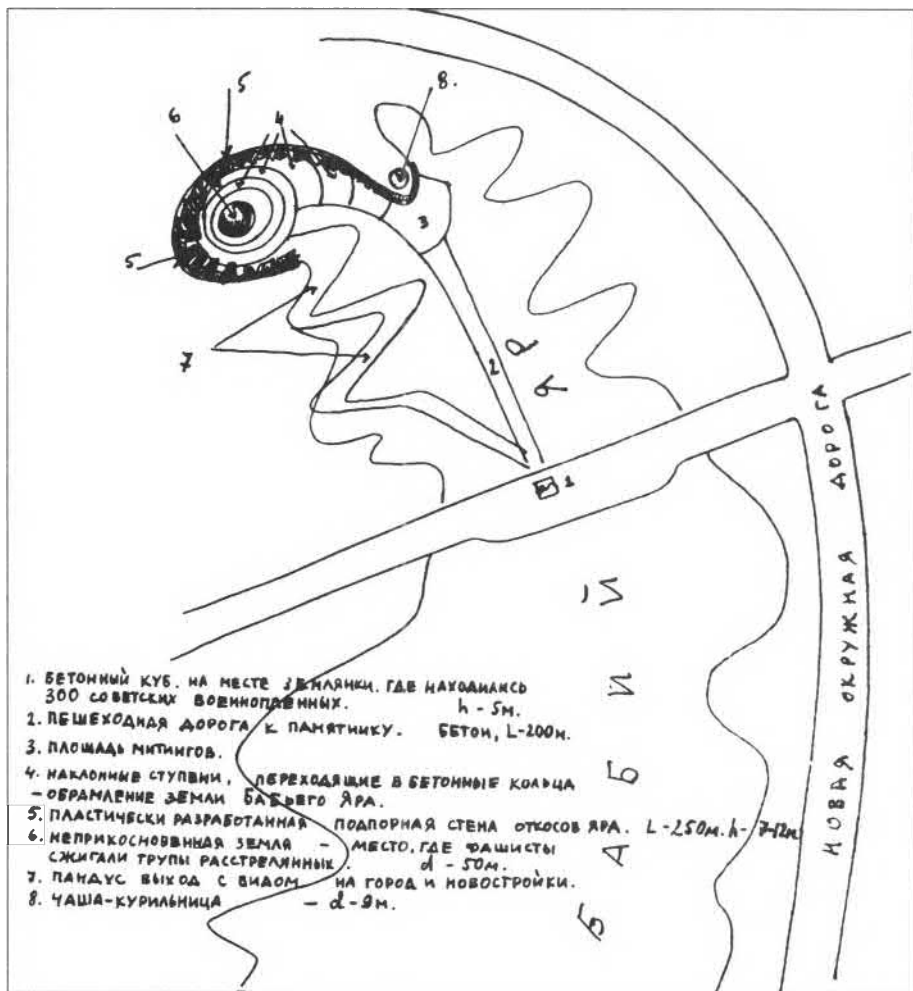 5
8.
6
4
5
3
7
2
Я
Р
1
НОВАЯ ОКРУЖНАЯ ДОРОГА
БАБИЙ
1. БЕТОННЫЙ КУБ. НА МЕСТЕ ЗЕМЛЯНКИ. ГДЕ НАХОДИЛИСЬ
300 СОВЕТСКИХ ВОЕННОПЛЕННЫХ. h - 5м.
2. ПЕШЕХОДНАЯ ДОРОГА К ПАМЯТНИКУ. БЕТОН, L-200м.
3. ПЛОЩАДЬ МИТИНГОВ.
4. НАКЛОННЫЕ СТУПЕНИ, ПЕРЕХОДЯЩИЕ В БЕТОННЫЕ КОЛЬЦА
- ОБРАМЛЕНИЕ ЗЕМЛИ БАБЬЕГО ЯРА.
5. ПЛАСТИЧЕСКИ РАЗРАБОТАННАЯ ПОДПОРНАЯ СТЕНА ОТКОСОВ ЯРА. L-250м. h- 7-12м
6. НЕПРИКОСНОВЕННАЯ ЗЕМЛЯ - МЕСТО, ГДЕ ФАШИСТЫ
СЖИГАЛИ ТРУПЫ РАССТРЕЛЯННЫХ. d - 50м.
7. ПАНДУС ВЫХОД С ВИДОМ НА ГОРОД И НОВОСТРОЙКИ.
8. ЧАША-КУРИЛЬНИЦА - d-9м.